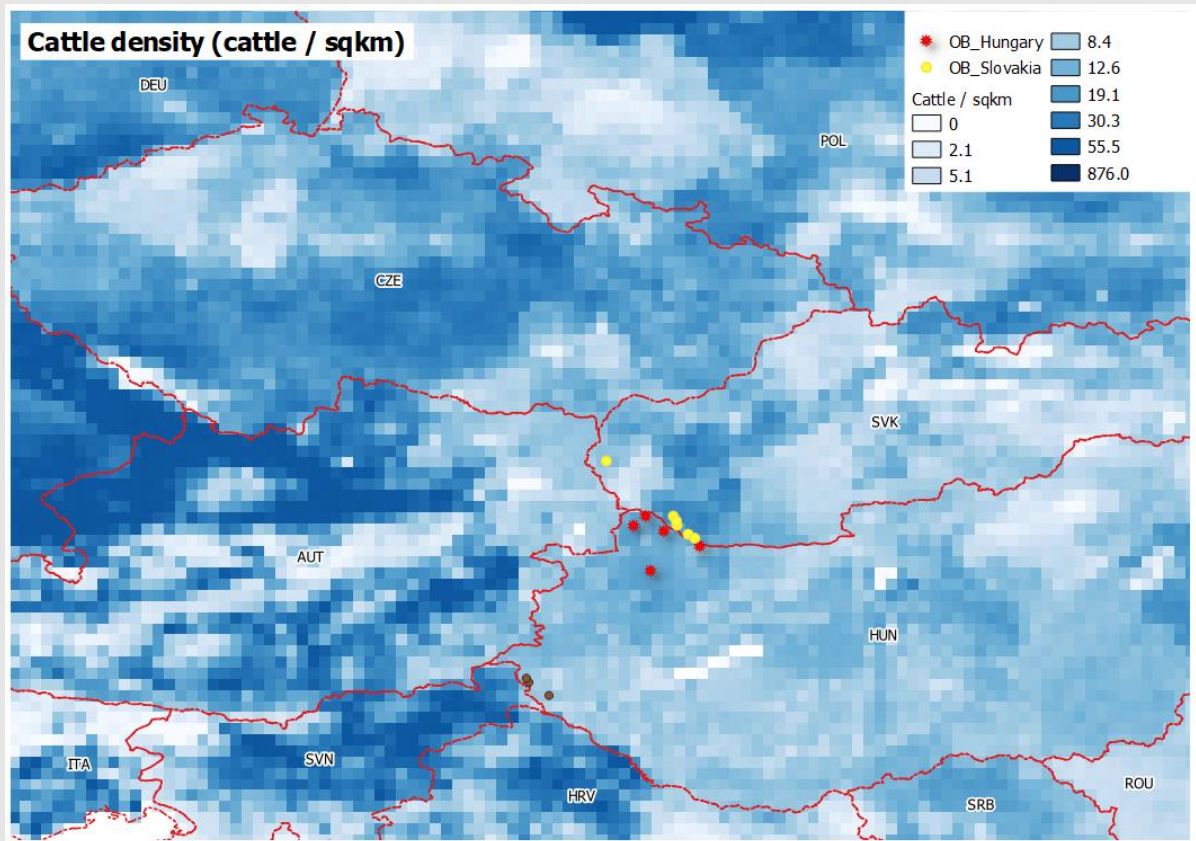 Cattle density (cattle / sqkm)
OB_Hungary
OB_Slovakia
Cattle / sqkm
0
2.1
5.1
8.4
12.6
19.1
30.3
55.5
876.0
DEU
POL
CZE
SVK
AUT
HUN
ITA
SVN
HRV
SRB
ROU